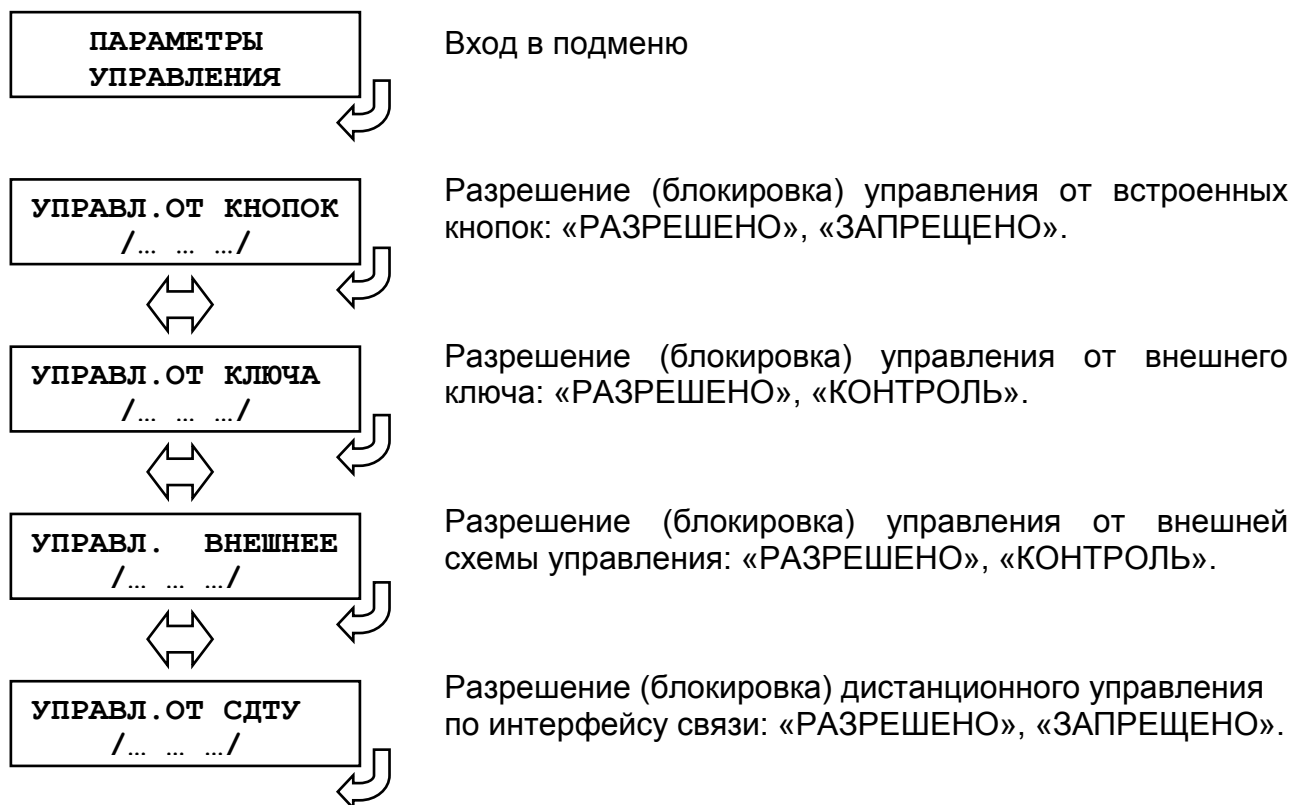 ПАРАМЕТРЫ
УПРАВЛЕНИЯ
Вход в подменю
УПРАВЛ.ОТ КНОПОК
/… … …/
Разрешение (блокировка) управления от встроенных
кнопок: «РАЗРЕШЕНО», «ЗАПРЕЩЕНО».
УПРАВЛ.ОТ КЛЮЧА
/… … …/
Разрешение (блокировка) управления от внешнего
ключа: «РАЗРЕШЕНО», «КОНТРОЛЬ».
УПРАВЛ. ВНЕШНЕЕ
/… … …/
Разрешение (блокировка) управления от внешней
схемы управления: «РАЗРЕШЕНО», «КОНТРОЛЬ».
УПРАВЛ.ОТ СДТУ
/… … …/
Разрешение (блокировка) дистанционного управления
по интерфейсу связи: «РАЗРЕШЕНО», «ЗАПРЕЩЕНО».